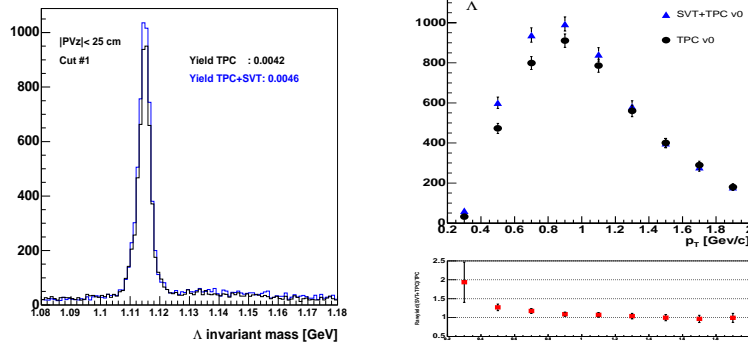 |PVz|< 25 cm
Cut #1
Yield TPC : 0.0042
Yield TPC+SVT: 0.0046
1000
800
600
400
200
0
1.08 1.09 1.1 1.11 1.12 1.13 1.14 1.15 1.16 1.17 1.18
Λ invariant mass [GeV]
Λ
SVT+TPC v0
TPC v0
1000
800
600
400
200
0
0.2 0.4 0.6 0.8 1 1.2 1.4 1.6 1.8
p_T [Gev/c]
2.5
2
1.5
1
0.5
0